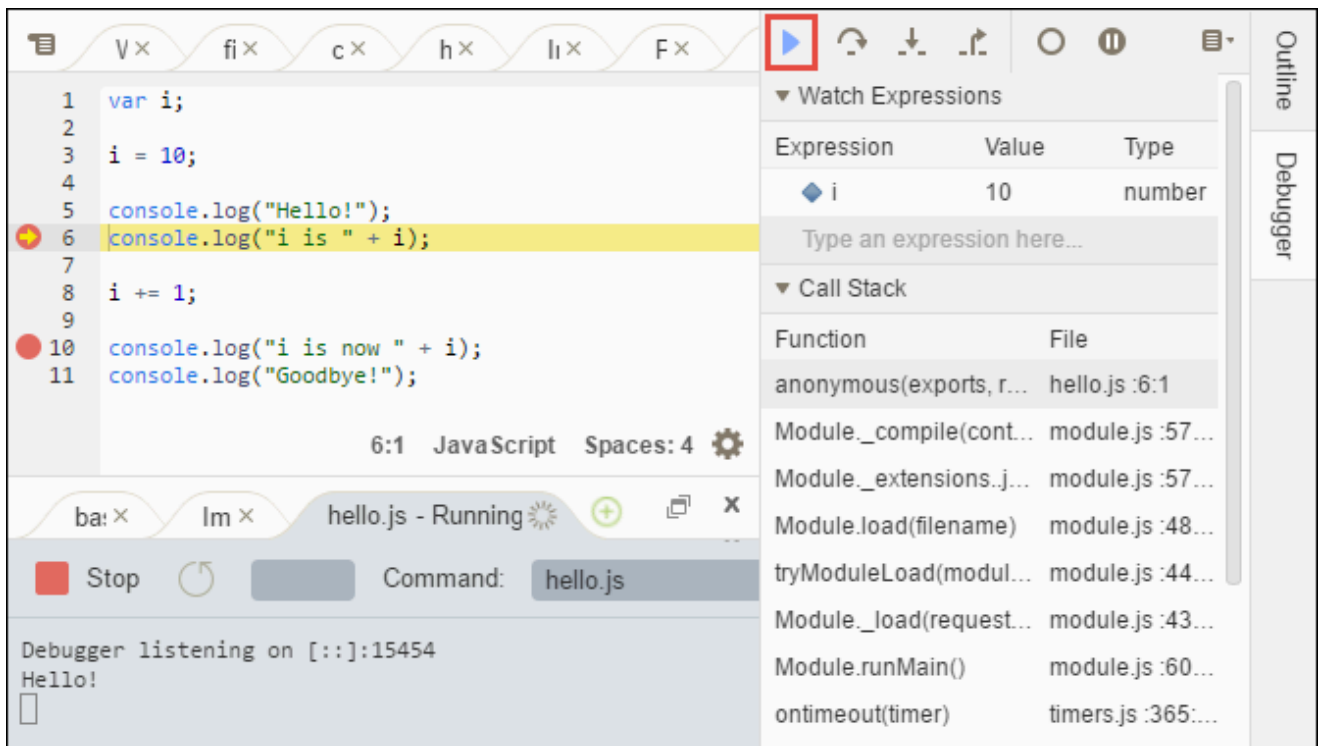 V ×
fi ×
c ×
h ×
F ×
1 var i;
2
3 i = 10;
4
5 console.log("Hello!");
6 console.log("i is " + i);
7
8 i += 1;
9
10 console.log("i is now " + i);
11 console.log("Goodbye!");
6:1 JavaScript Spaces: 4
ba: ×
Im ×
hello.js - Running
x
Stop
Command: hello.js
Debugger listening on [::]:15454
Hello!
Watch Expressions
Expression Value Type
i 10 number
Type an expression here...
Call Stack
Function File
anonymous(exports, r... hello.js :6:1
Module._compile(cont... module.js :57...
Module._extensions..j... module.js :57...
Module.load(filename) module.js :48...
tryModuleLoad(modul... module.js :44...
Module._load(request... module.js :43...
Module.runMain() module.js :60...
ontimeout(timer) timers.js :365:...
Outline
Debugger